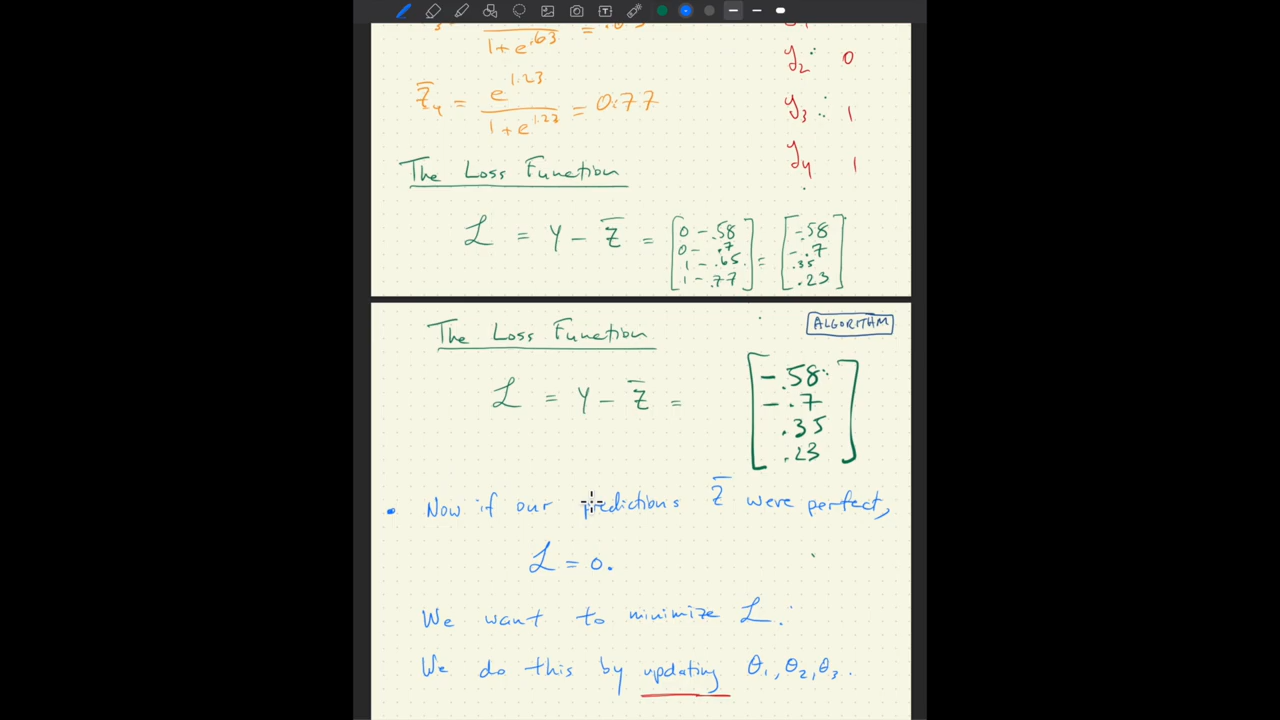 1+e^.63
y2 0
Z̄4 = e^1.23 / 1+e^1.23 = 0.77
y3 : 1
y4 1
The Loss Function
ℒ = Y – Z̄ = [0 – .58 0 – .7 1 – .65 1 – .77] = [–.58 –.7 .35 .23]
The Loss Function
ALGORITHM
ℒ = Y – Z̄ = [–.58 –.7 .35 .23]
• Now if our predictions Z̄ were perfect,
ℒ = 0.
We want to minimize ℒ.
We do this by updating θ1, θ2, θ3.